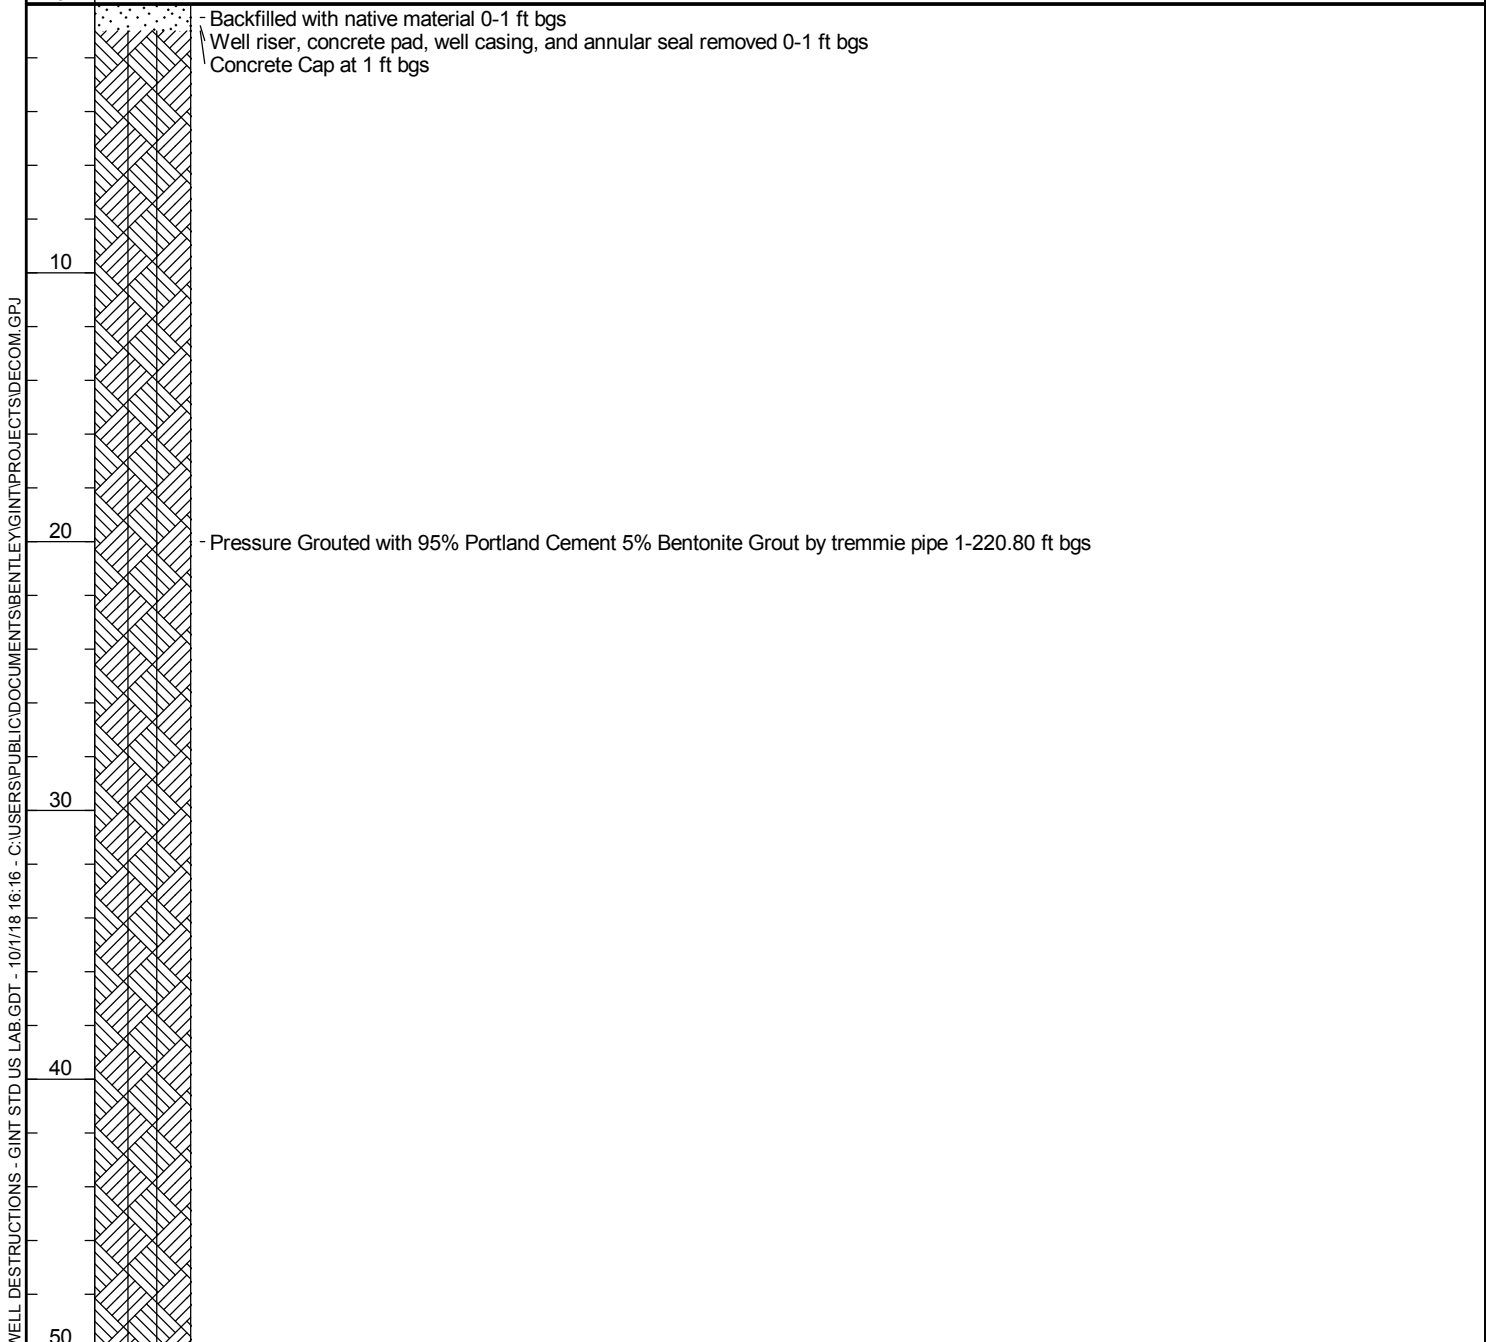 Backfilled with native material 0-1 ft bgs
Well riser, concrete pad, well casing, and annular seal removed 0-1 ft bgs
Concrete Cap at 1 ft bgs
10
20
Pressure Grouted with 95% Portland Cement 5% Bentonite Grout by tremmie pipe 1-220.80 ft bgs
30
40
50
WELL DESTRUCTIONS - GINT STD US LAB.GDT - 10/1/18 16:16 - C:\USERS\PUBLIC\DOCUMENTS\BENTLEY\GINT\PROJECTS\DECOM.GPJ